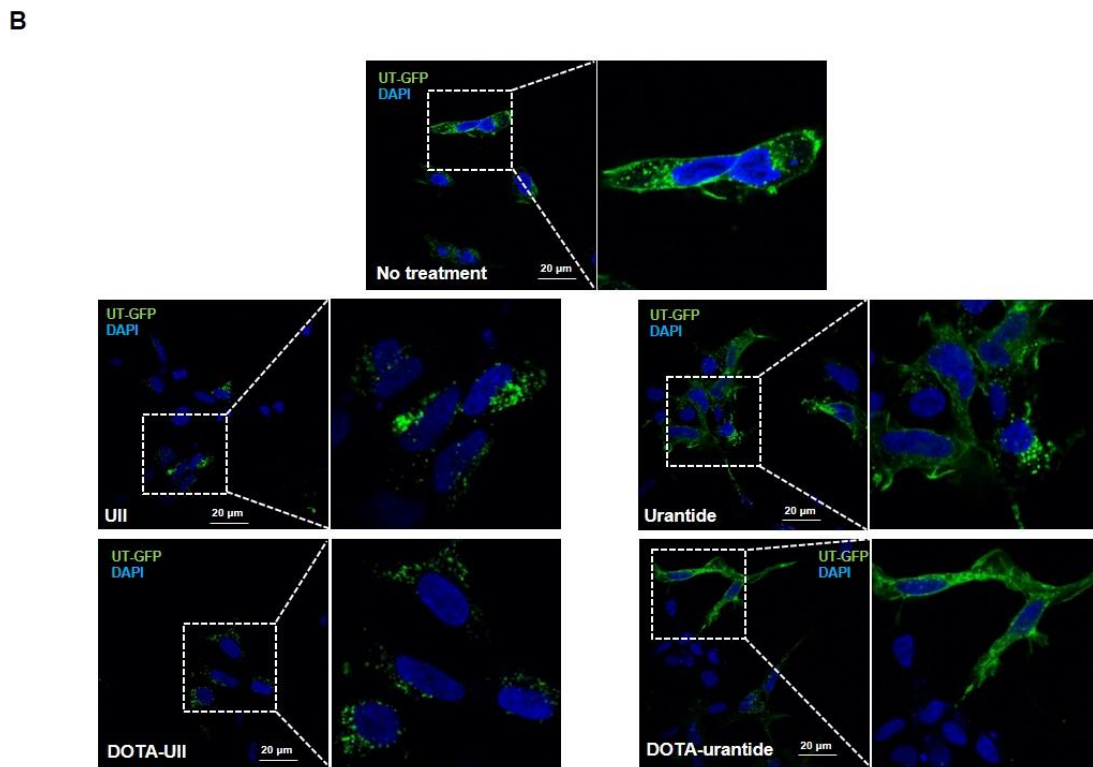 B
UT-GFP
DAPI
No treatment
20 µm
UT-GFP
DAPI
UII
20 µm
UT-GFP
DAPI
Urantide
20 µm
UT-GFP
DAPI
DOTA-UII
20 µm
UT-GFP
DAPI
DOTA-urantide
20 µm